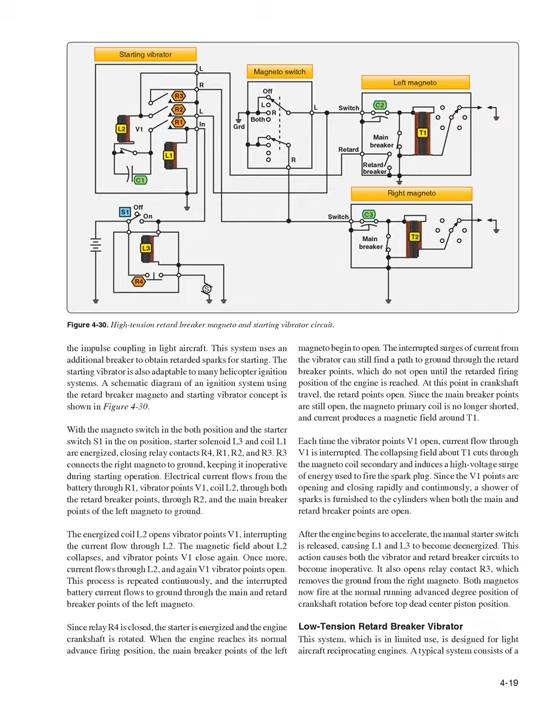 Starting vibrator
L
R
R3
R2
L
R1
In
L2
V1
L1
C1
Magneto switch
Off
L
R
Both
Grd
L
R
Left magneto
Switch
C2
T1
Main
breaker
Retard
Retard
breaker
Right magneto
Switch
C3
T2
Main
breaker
S1
Off
On
L3
R4
S
Figure 4-30. High-tension retard breaker magneto and starting vibrator circuit.
the impulse coupling in light aircraft. This system uses an
additional breaker to obtain retarded sparks for starting. The
starting vibrator is also adaptable to many helicopter ignition
systems. A schematic diagram of an ignition system using
the retard breaker magneto and starting vibrator concept is
shown in Figure 4-30.
With the magneto switch in the both position and the starter
switch S1 in the on position, starter solenoid L3 and coil L1
are energized, closing relay contacts R4, R1, R2, and R3. R3
connects the right magneto to ground, keeping it inoperative
during starting operation. Electrical current flows from the
battery through R1, vibrator points V1, coil L2, through both
the retard breaker points, through R2, and the main breaker
points of the left magneto to ground.
The energized coil L2 opens vibrator points V1, interrupting
the current flow through L2. The magnetic field about L2
collapses, and vibrator points V1 close again. Once more,
current flows through L2, and again V1 vibrator points open.
This process is repeated continuously, and the interrupted
battery current flows to ground through the main and retard
breaker points of the left magneto.
Since relay R4 is closed, the starter is energized and the engine
crankshaft is rotated. When the engine reaches its normal
advance firing position, the main breaker points of the left
magneto begin to open. The interrupted surges of current from
the vibrator can still find a path to ground through the retard
breaker points, which do not open until the retarded firing
position of the engine is reached. At this point in crankshaft
travel, the retard points open. Since the main breaker points
are still open, the magneto primary coil is no longer shorted,
and current produces a magnetic field around T1.
Each time the vibrator points V1 open, current flow through
V1 is interrupted. The collapsing field about T1 cuts through
the magneto coil secondary and induces a high-voltage surge
of energy used to fire the spark plug. Since the V1 points are
opening and closing rapidly and continuously, a shower of
sparks is furnished to the cylinders when both the main and
retard breaker points are open.
After the engine begins to accelerate, the manual starter switch
is released, causing L1 and L3 to become deenergized. This
action causes both the vibrator and retard breaker circuits to
become inoperative. It also opens relay contact R3, which
removes the ground from the right magneto. Both magnetos
now fire at the normal running advanced degree position of
crankshaft rotation before top dead center piston position.
Low-Tension Retard Breaker Vibrator
This system, which is in limited use, is designed for light
aircraft reciprocating engines. A typical system consists of a
4-19